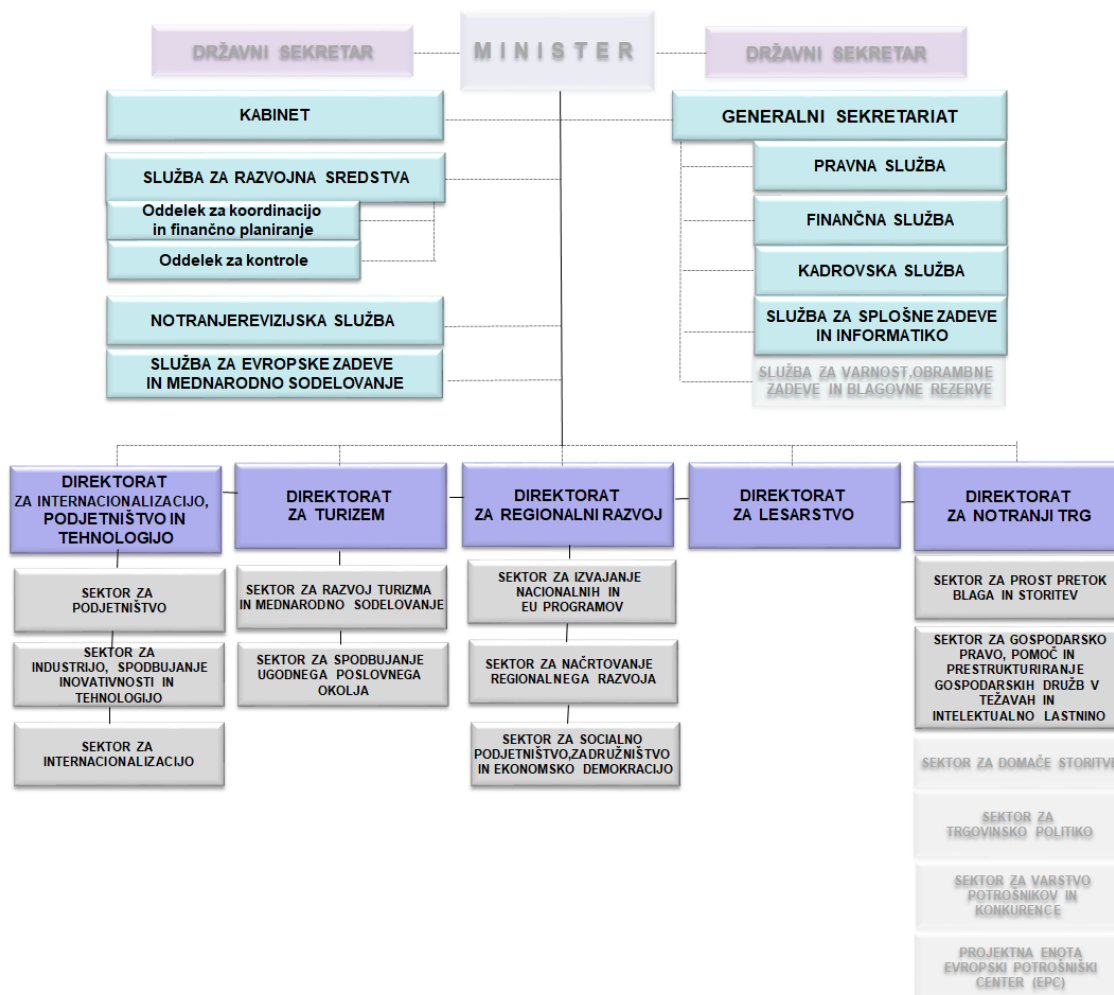 DRŽAVNI SEKRETAR
MINISTER
DRŽAVNI SEKRETAR
KABINET
GENERALNI SEKRETARIAT
SLUŽBA ZA RAZVOJNA SREDSTVA
Oddelek za koordinacijo
in finančno planiranje
Oddelek za kontrole
NOTRANJEREVIZIJSKA SLUŽBA
SLUŽBA ZA EVROPSKE ZADEVE
IN MEDNARODNO SODELOVANJE
PRAVNA SLUŽBA
FINANČNA SLUŽBA
KADROVSKA SLUŽBA
SLUŽBA ZA SPLOŠNE ZADEVE
IN INFORMATIKO
SLUŽBA ZA VARNOST,OBRAMBNE
ZADEVE IN BLAGOVNE REZERVE
DIREKTORAT
ZA INTERNACIONALIZACIJO,
PODJETNIŠTVO IN
TEHNOLOGIJO
SEKTOR ZA
PODJETNIŠTVO
SEKTOR ZA
INDUSTRIJO, SPODBUJANJE
INOVATIVNOSTI IN
TEHNOLOGIJO
SEKTOR ZA
INTERNACIONALIZACIJO
DIREKTORAT
ZA TURIZEM
SEKTOR ZA RAZVOJ TURIZMA
IN MEDNARODNO SODELOVANJE
SEKTOR ZA SPODBUJANJE
UGODNEGA POSLOVNEGA
OKOLJA
DIREKTORAT
ZA REGIONALNI RAZVOJ
SEKTOR ZA IZVAJANJE
NACIONALNIH IN
EU PROGRAMOV
SEKTOR ZA NAČRTOVANJE
REGIONALNEGA RAZVOJA
SEKTOR ZA SOCIALNO
PODJETNIŠTVO,ZADRUŽNIŠTVO
IN EKONOMSKO DEMOKRACIJO
DIREKTORAT
ZA LESARSTVO
DIREKTORAT
ZA NOTRANJI TRG
SEKTOR ZA PROST PRETOK
BLAGA IN STORITEV
SEKTOR ZA GOSPODARSKO
PRAVO, POMOČ IN
PRESTRUKTURIRANJE
GOSPODARSKIH DRUŽB V
TEŽAVAH IN
INTELEKTUALNO LASTNINO
SEKTOR ZA DOMAČE STORITVE
SEKTOR ZA
TRGOVINSKO POLITIKO
SEKTOR ZA VARSTVO
POTROŠNIKOV IN
KONKURENCE
PROJEKTNA ENOTA
EVROPSKI POTROŠNIŠKI
CENTER (EPC)